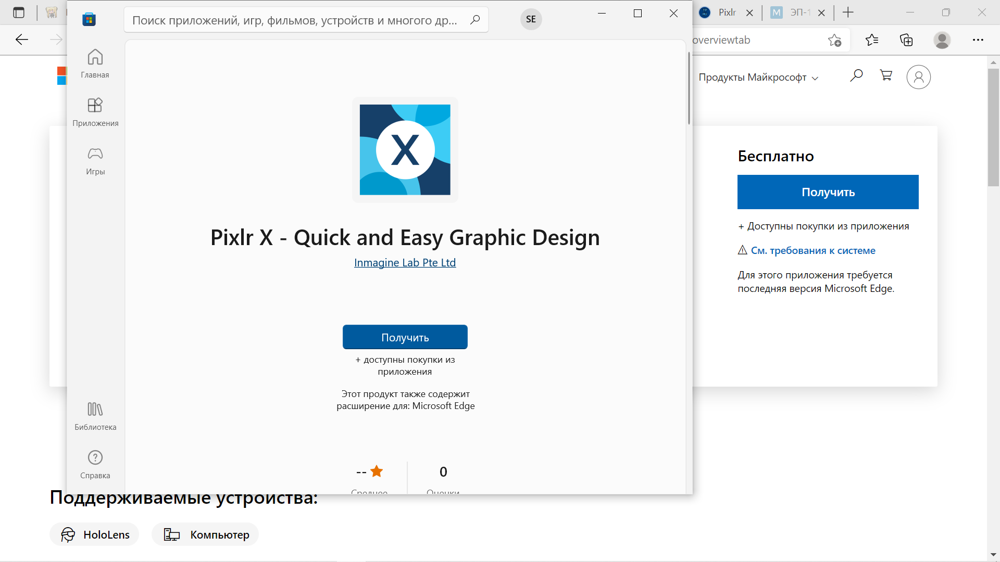 Поиск приложений, игр, фильмов, устройств и многого др...
SE
Pixlr
ЭП-1
overviewtab
Главная
Приложения
Игры
Библиотека
Справка
Продукты Майкрософт
X
Pixlr X - Quick and Easy Graphic Design
Inmagine Lab Pte Ltd
Получить
+ доступны покупки из
приложения
Этот продукт также содержит
расширение для: Microsoft Edge
--
0
Среднее
Оценки
Бесплатно
Получить
+ Доступны покупки из приложения
См. требования к системе
Для этого приложения требуется
последняя версия Microsoft Edge.
Поддерживаемые устройства:
HoloLens
Компьютер